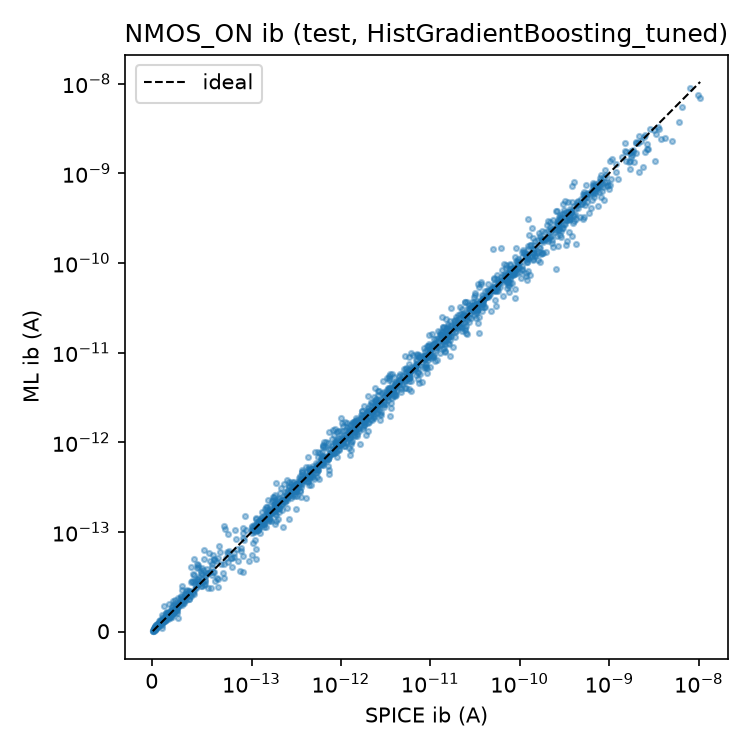 NMOS_ON ib (test, HistGradientBoosting_tuned)
ideal
10⁻⁸
10⁻⁹
10⁻¹⁰
10⁻¹¹
10⁻¹²
10⁻¹³
0
ML ib (A)
0 10⁻¹³ 10⁻¹² 10⁻¹¹ 10⁻¹⁰ 10⁻⁹ 10⁻⁸
SPICE ib (A)